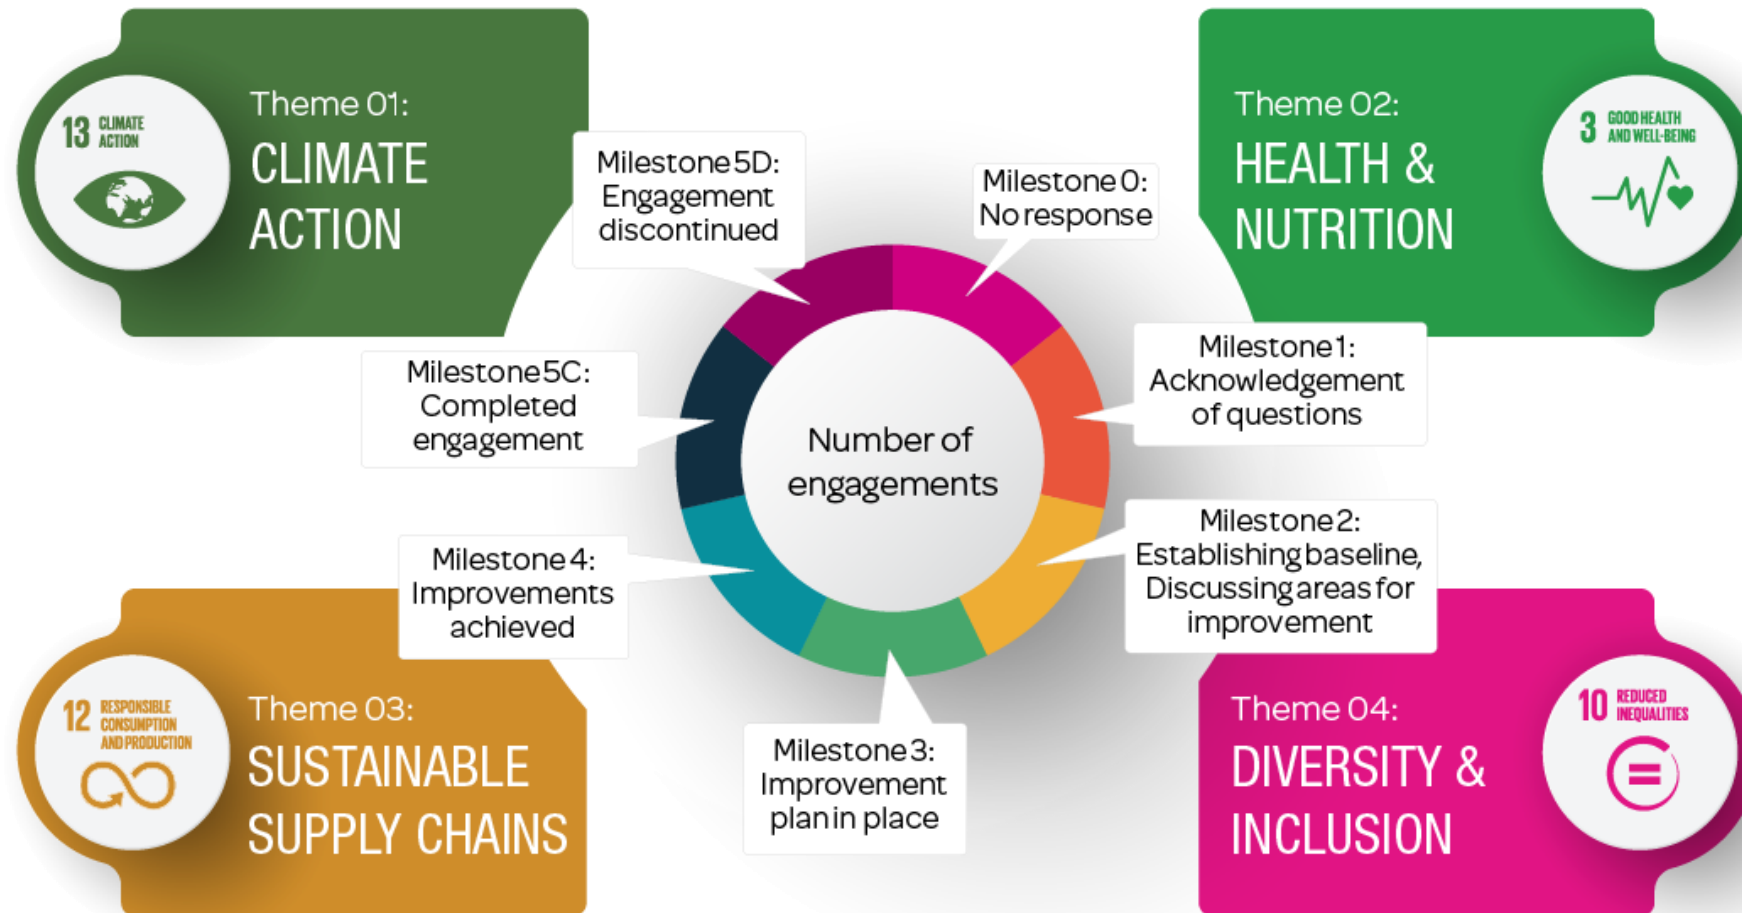 Theme 01:
CLIMATE
ACTION
13 CLIMATE
ACTION
Theme 02:
HEALTH &
NUTRITION
3 GOOD HEALTH
AND WELL-BEING
Milestone 5D:
Engagement
discontinued
Milestone 0:
No response
Milestone 1:
Acknowledgement
of questions
Milestone 5C:
Completed
engagement
Number of
engagements
Milestone 2:
Establishing baseline,
Discussing areas for
improvement
Milestone 4:
Improvements
achieved
Milestone 3:
Improvement
plan in place
Theme 03:
SUSTAINABLE
SUPPLY CHAINS
12 RESPONSIBLE
CONSUMPTION
AND PRODUCTION
Theme 04:
DIVERSITY &
INCLUSION
10 REDUCED
INEQUALITIES